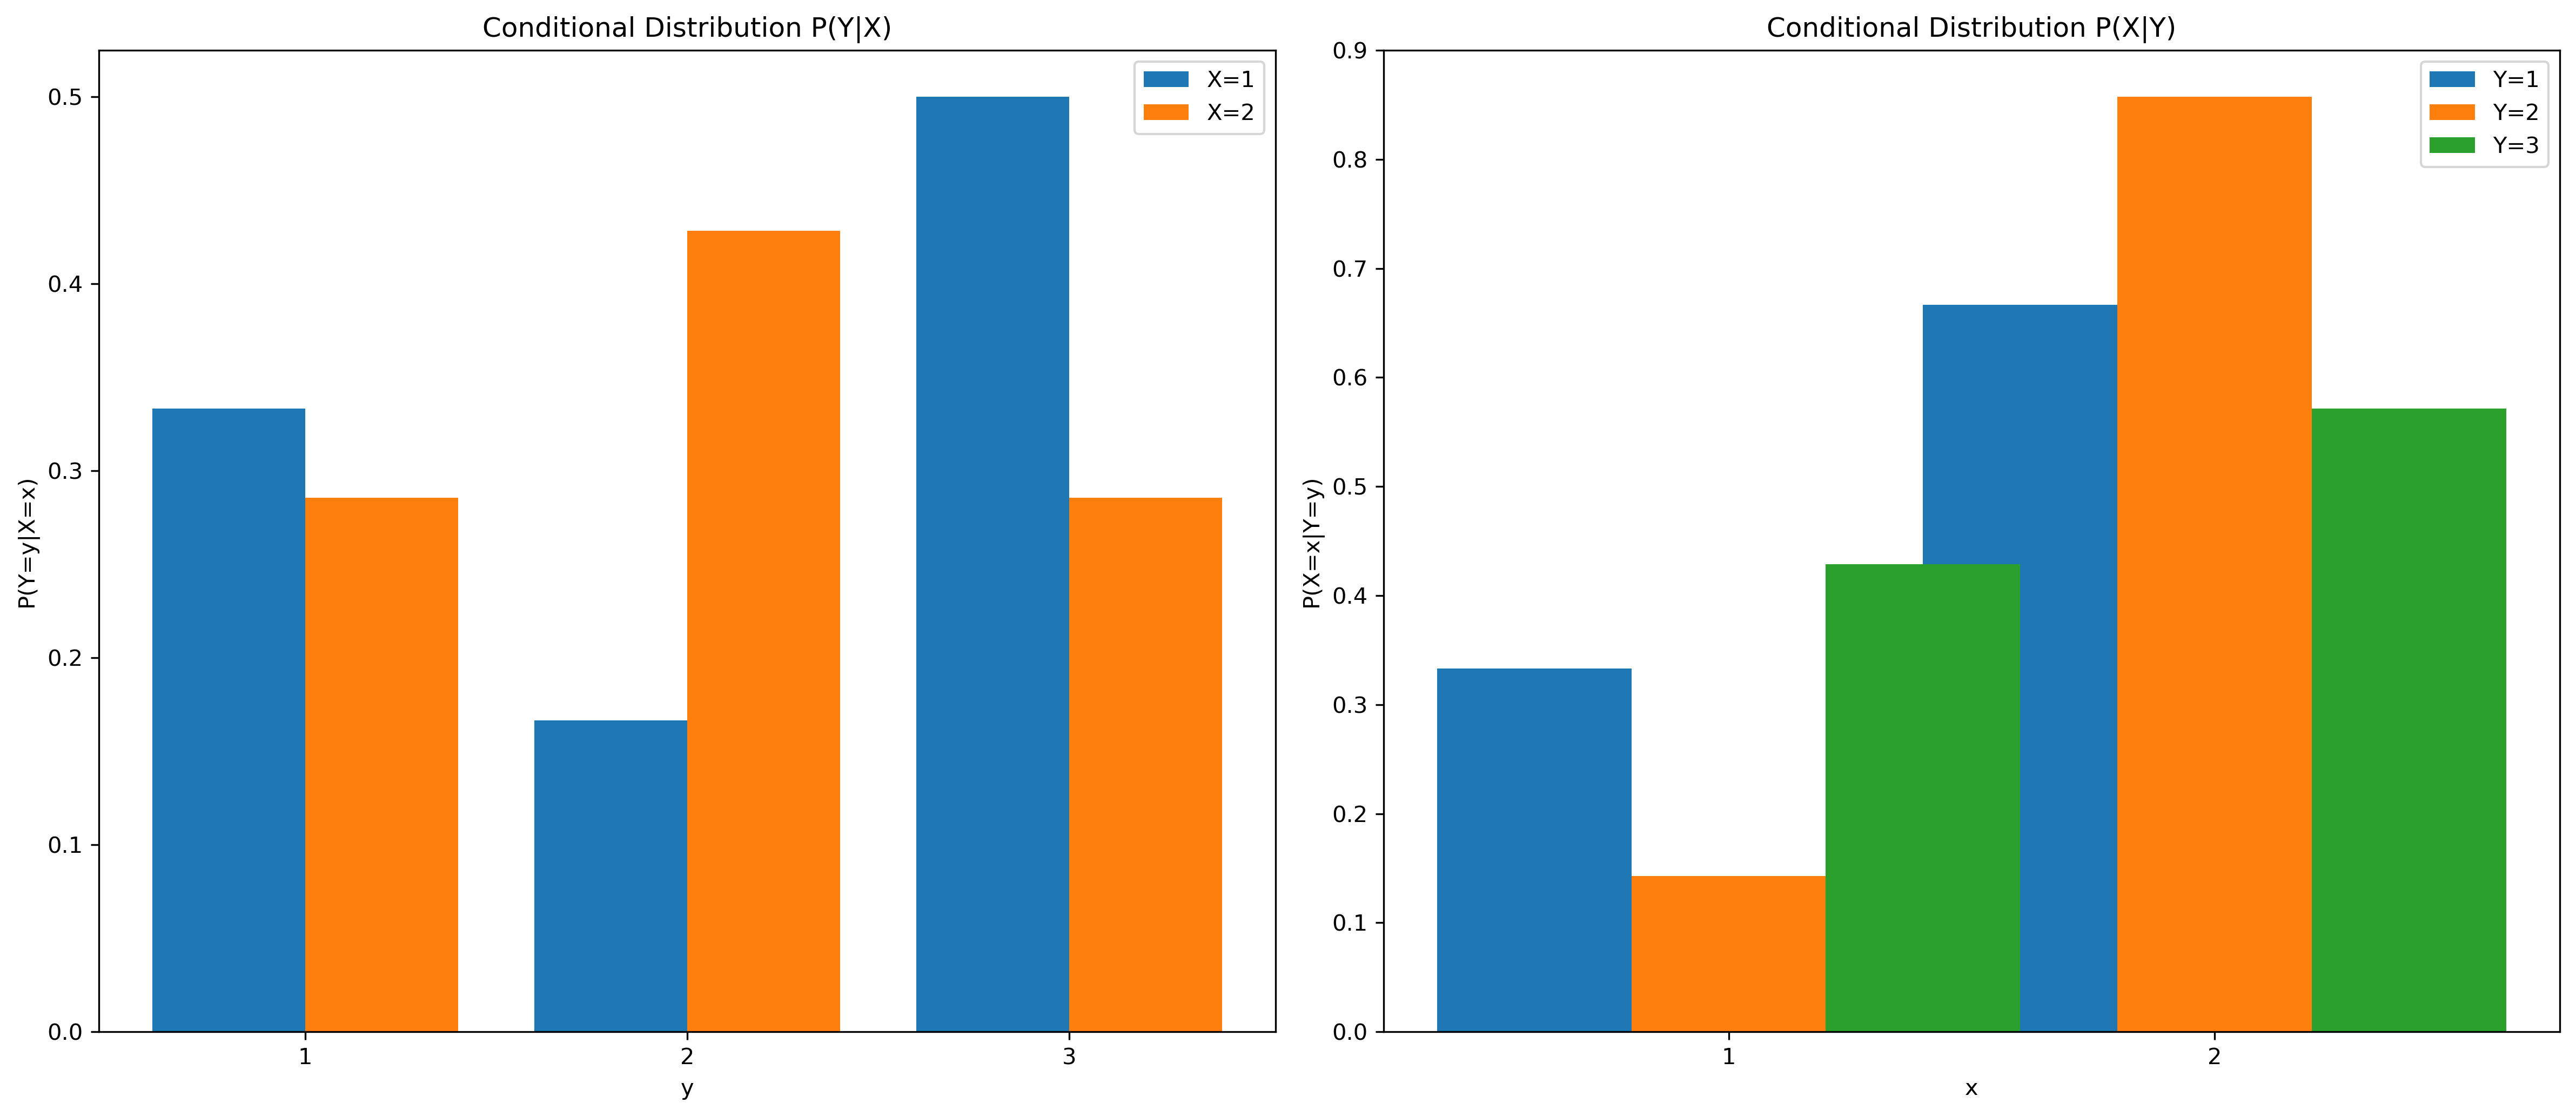 Conditional Distribution P(Y|X)
P(Y=y|X=x)
0.5
0.4
0.3
0.2
0.1
0.0
X=1
X=2
1 2 3
y
Conditional Distribution P(X|Y)
P(X=x|Y=y)
0.9
0.8
0.7
0.6
0.5
0.4
0.3
0.2
0.1
0.0
Y=1
Y=2
Y=3
1 2
x